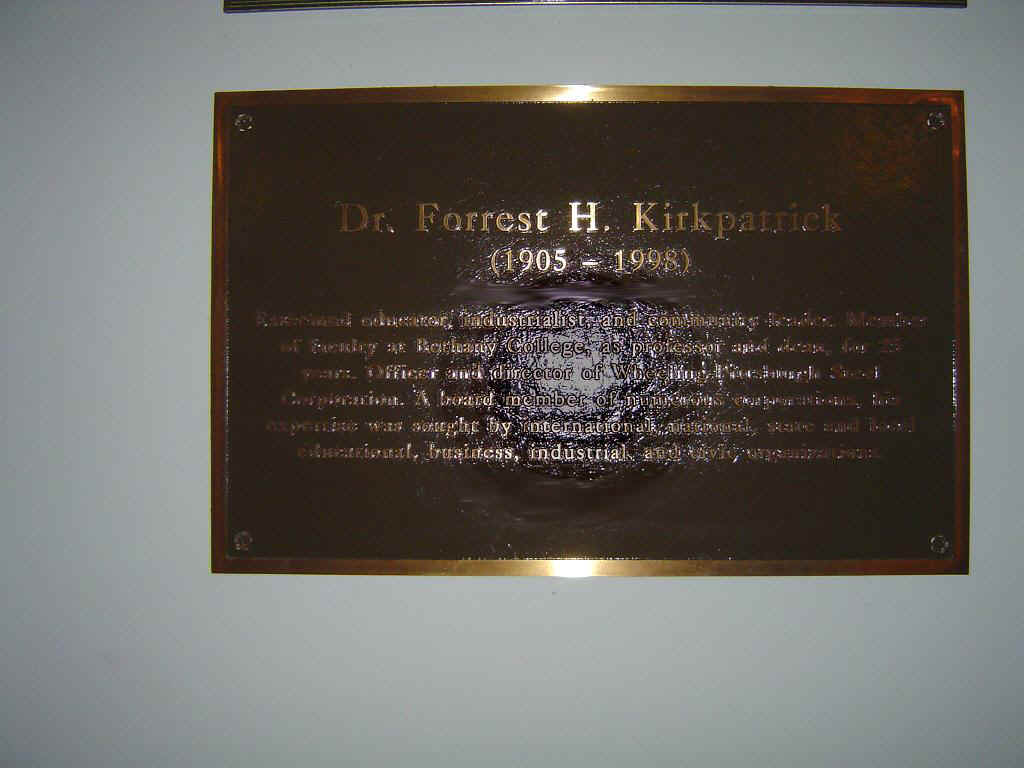 Dr. Forrest H. Kirkpatrick
(1905 – 1998)
educator, industrialist, and community leader. Member
of faculty at Bethany College, as professor and dean, for 25
years. Officer and director of Wheeling-Pittsburgh Steel
Corporation. A board member of numerous corporations, his
expertise was sought by international, national, state and local
educational, business, industrial, and civic organizations.